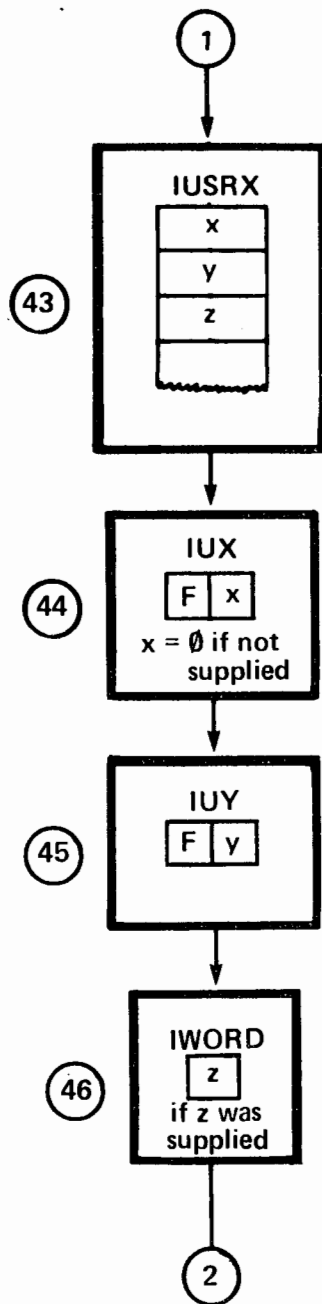 1
IUSRX
x
y
z
43
IUX
F x
44
x = Ø if not
supplied
IUY
F y
45
IWORD
z
46
if z was
supplied
2